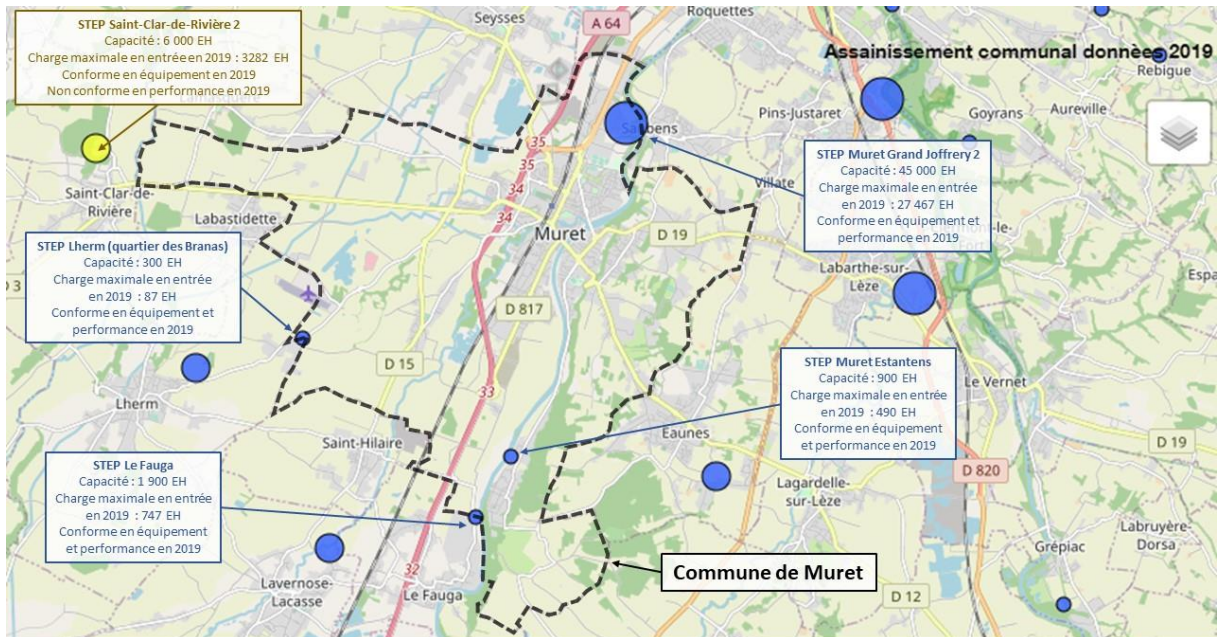 Seysses
A 64
Roquettes
Assainissement communal données 2019
Rebigue
STEP Saint-Clar-de-Rivière 2
Capacité : 6 000 EH
Charge maximale en entrée en 2019 : 3282 EH
Conforme en équipement en 2019
Non conforme en performance en 2019
Lamasquère
Pins-Justaret
Goyrans
Aureville
35
35
34
34
Saubens
Saint-Clar-de-
Rivière
Labastidette
Villate
STEP Muret Grand Joffrery 2
Capacité : 45 000 EH
Charge maximale en entrée
en 2019 : 27 467 EH
Conforme en équipement et
performance en 2019
Muret
D 19
STEP Lherm (quartier des Branas)
Capacité : 300 EH
Charge maximale en entrée
en 2019 : 87 EH
Conforme en équipement et
performance en 2019
D 3
Labarthe-sur-
Lèze
Espa
D 817
D 15
33
Lherm
STEP Muret Estantens
Capacité : 900 EH
Charge maximale en entrée
en 2019 : 490 EH
Conforme en équipement
et performance en 2019
Le Vernet
Saint-Hilaire
Eaunes
D 19
STEP Le Fauga
Capacité : 1 900 EH
Charge maximale en entrée
en 2019 : 747 EH
Conforme en équipement
et performance en 2019
D 820
Lagardelle-
sur-Lèze
Labruyère-
Dorsa
Grépiac
32
Commune de Muret
Lavernose-
Lacasse
Le Fauga
D 12